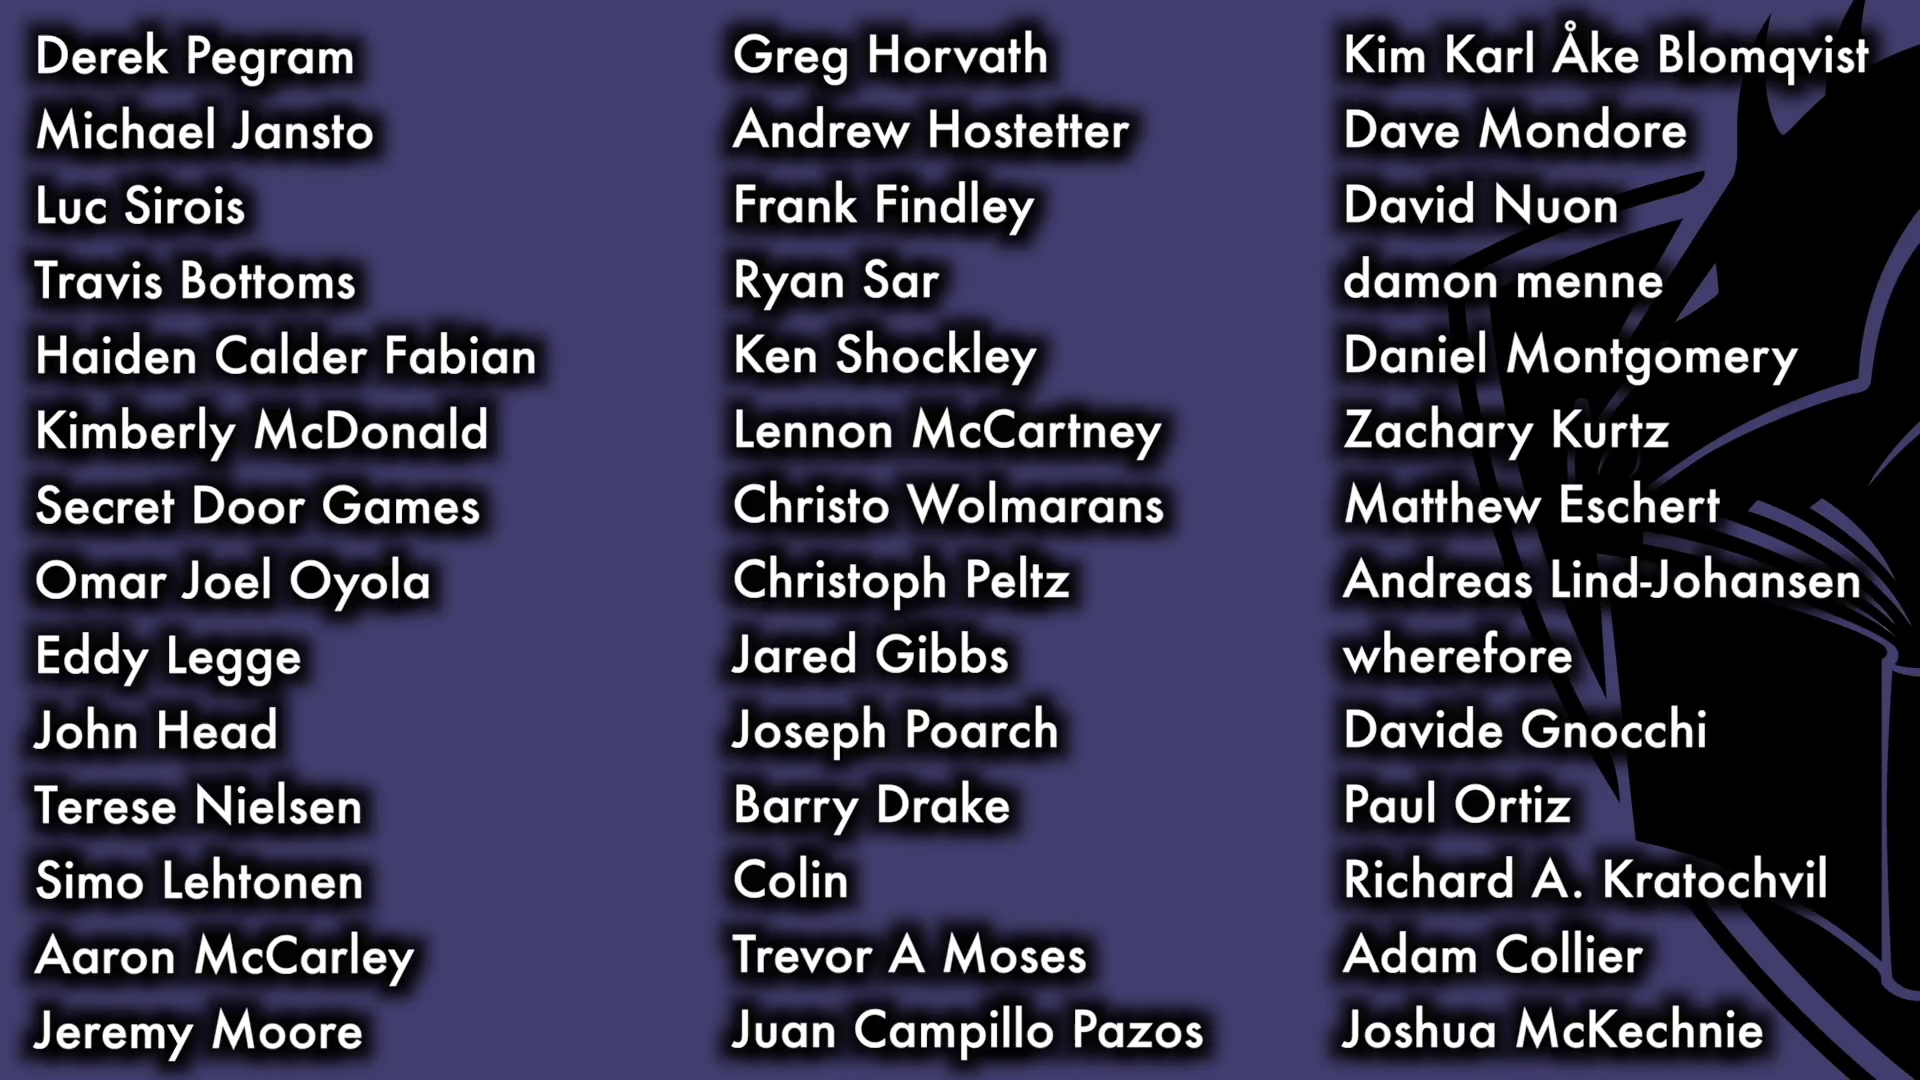 Derek Pegram
Michael Jansto
Luc Sirois
Travis Bottoms
Haiden Calder Fabian
Kimberly McDonald
Secret Door Games
Omar Joel Oyola
Eddy Legge
John Head
Terese Nielsen
Simo Lehtonen
Aaron McCarley
Jeremy Moore
Greg Horvath
Andrew Hostetter
Frank Findley
Ryan Sar
Ken Shockley
Lennon McCartney
Christo Wolmarans
Christoph Peltz
Jared Gibbs
Joseph Poarch
Barry Drake
Colin
Trevor A Moses
Juan Campillo Pazos
Kim Karl Åke Blomqvist
Dave Mondore
David Nuon
damon menne
Daniel Montgomery
Zachary Kurtz
Matthew Eschert
Andreas Lind-Johansen
wherefore
Davide Gnocchi
Paul Ortiz
Richard A. Kratochvil
Adam Collier
Joshua McKechnie